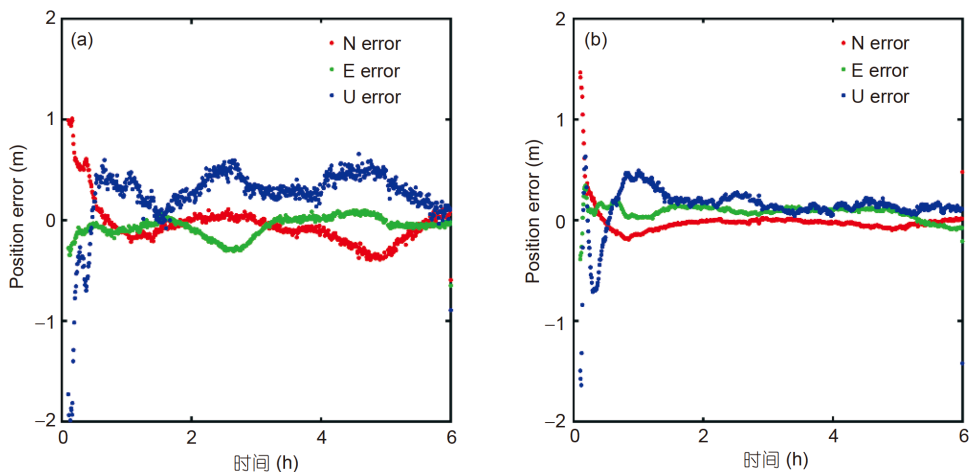 (a)
N error
E error
U error
Position error (m)
2
1
0
–1
–2
0
2
4
6
时间 (h)
(b)
N error
E error
U error
Position error (m)
2
1
0
–1
–2
0
2
4
6
时间 (h)